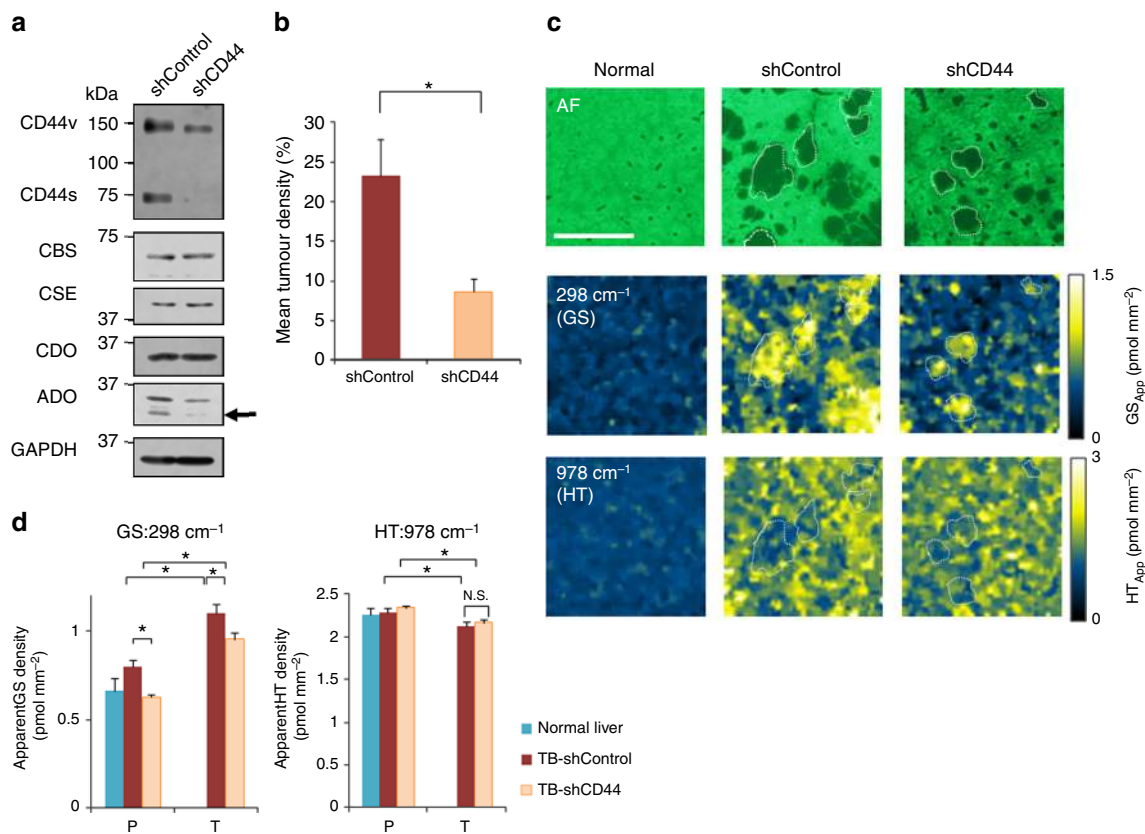 a
shControl
shCD44
kDa
CD44v
150
100
CD44s
75
75
CBS
CSE
37
CDO
37
ADO
37
GAPDH
37
b
*
Mean tumour density (%)
30
25
20
15
10
5
0
shControl
shCD44
c
Normal
shControl
shCD44
AF
298 cm⁻¹
(GS)
1.5
0
GS_App (pmol mm⁻²)
978 cm⁻¹
(HT)
3
0
HT_App (pmol mm⁻²)
d
GS:298 cm⁻¹
*
*
*
*
ApparentGS density
(pmol mm⁻²)
1
0.5
0
P
T
HT:978 cm⁻¹
*
*
N.S.
ApparentHT density
(pmol mm⁻²)
2.5
2
1.5
1
2.5
0
P
T
Normal liver
TB-shControl
TB-shCD44